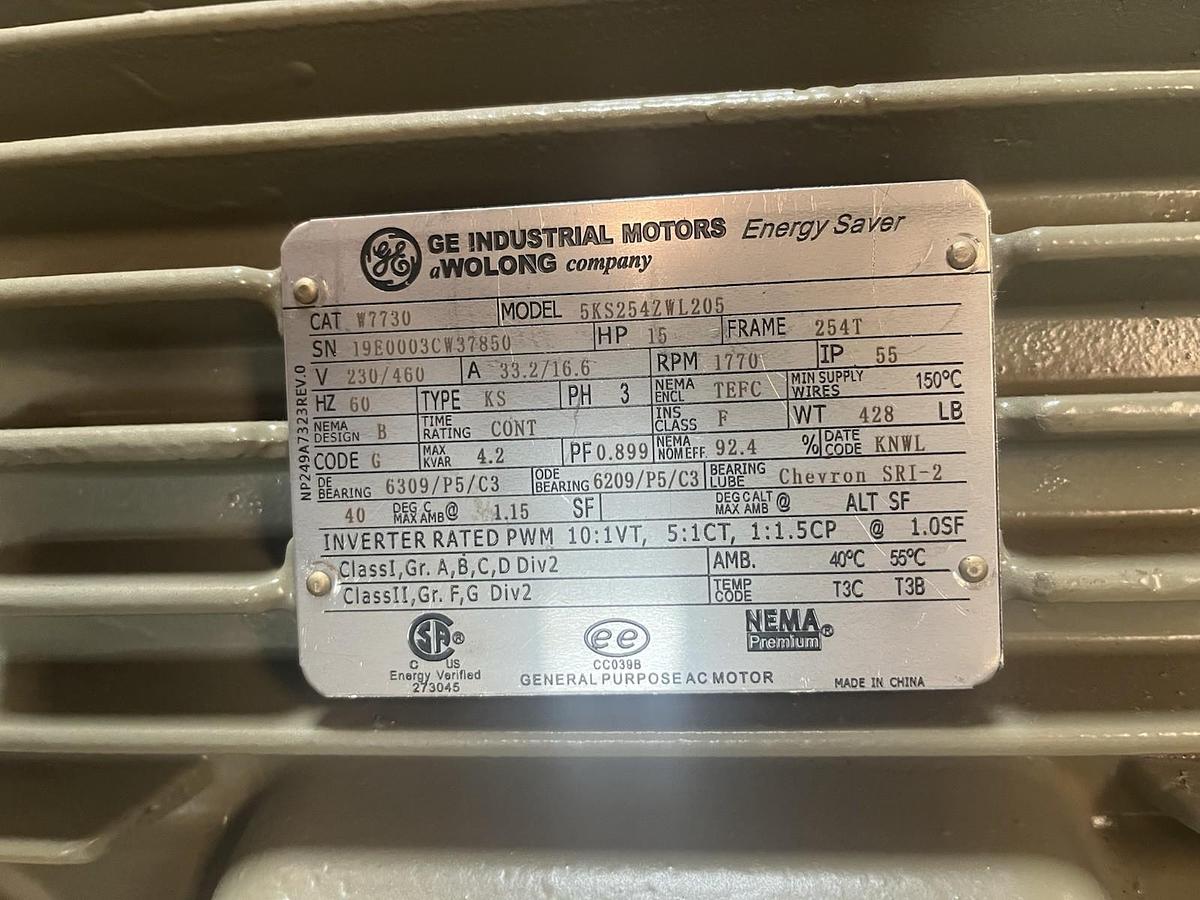 GE INDUSTRIAL MOTORS Energy Saver
a WOLONG company
CAT W7730 MODEL 5KS254ZWL205
SN 19E0003CW37850 HP 15 FRAME 254T
V 230/460 A 33.2/16.6 RPM 1770 IP 55
HZ 60 TYPE KS PH 3 NEMA ENCL TEFC MIN SUPPLY WIRES 150°C
NEMA DESIGN B TIME RATING CONT INS CLASS F WT 428 LB
CODE G MAX KVAR 4.2 PF 0.899 NEMA NOM EFF. 92.4 % DATE CODE KNWL
DE BEARING 6309/P5/C3 ODE BEARING 6209/P5/C3 BEARING LUBE Chevron SRI-2
40 DEG C MAX AMB @ 1.15 SF DEG C ALT MAX AMB @ ALT SF
INVERTER RATED PWM 10:1VT, 5:1CT, 1:1.5CP @ 1.0SF
ClassI,Gr. A,B,C,D Div2 AMB. 40°C 55°C
ClassII,Gr. F,G Div2 TEMP CODE T3C T3B
SA ® ee NEMA Premium ®
C US
Energy Verified
273045
CC039B
GENERAL PURPOSE AC MOTOR MADE IN CHINA
NP249A7323REV.0